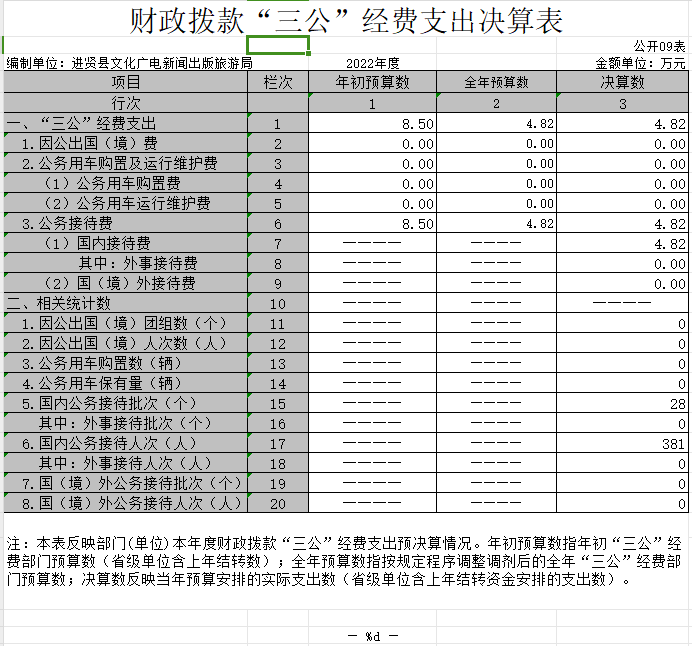 财政拨款“三公”经费支出决算表
公开09表
编制单位：进贤县文化广电新闻出版旅游局 2022年度 金额单位：万元
项目 栏次 年初预算数 全年预算数 决算数
行次 1 2 3
一、“三公”经费支出 1 8.50 4.82 4.82
1.因公出国（境）费 2 0.00 0.00 0.00
2.公务用车购置及运行维护费 3 0.00 0.00 0.00
（1）公务用车购置费 4 0.00 0.00 0.00
（2）公务用车运行维护费 5 0.00 0.00 0.00
3.公务接待费 6 8.50 4.82 4.82
（1）国内接待费 7 ———— ———— 4.82
其中：外事接待费 8 ———— ———— 0.00
（2）国（境）外接待费 9 ———— ———— 0.00
二、相关统计数 10 ———— ———— ————
1.因公出国（境）团组数（个） 11 ———— ———— 0
2.因公出国（境）人次数（人） 12 ———— ———— 0
3.公务用车购置数（辆） 13 ———— ———— 0
4.公务用车保有量（辆） 14 ———— ———— 0
5.国内公务接待批次（个） 15 ———— ———— 28
其中：外事接待批次（个） 16 ———— ———— 0
6.国内公务接待人次（人） 17 ———— ———— 381
其中：外事接待人次（人） 18 ———— ———— 0
7.国（境）外公务接待批次（个） 19 ———— ———— 0
8.国（境）外公务接待人次（人） 20 ———— ———— 0
注：本表反映部门(单位)本年度财政拨款“三公”经费支出预决算情况。年初预算数指年初“三公”经
费部门预算数（省级单位含上年结转数）；全年预算数指按规定程序调整调剂后的全年“三公”经费部
门预算数；决算数反映当年预算安排的实际支出数（省级单位含上年结转资金安排的支出数）。
— %d —